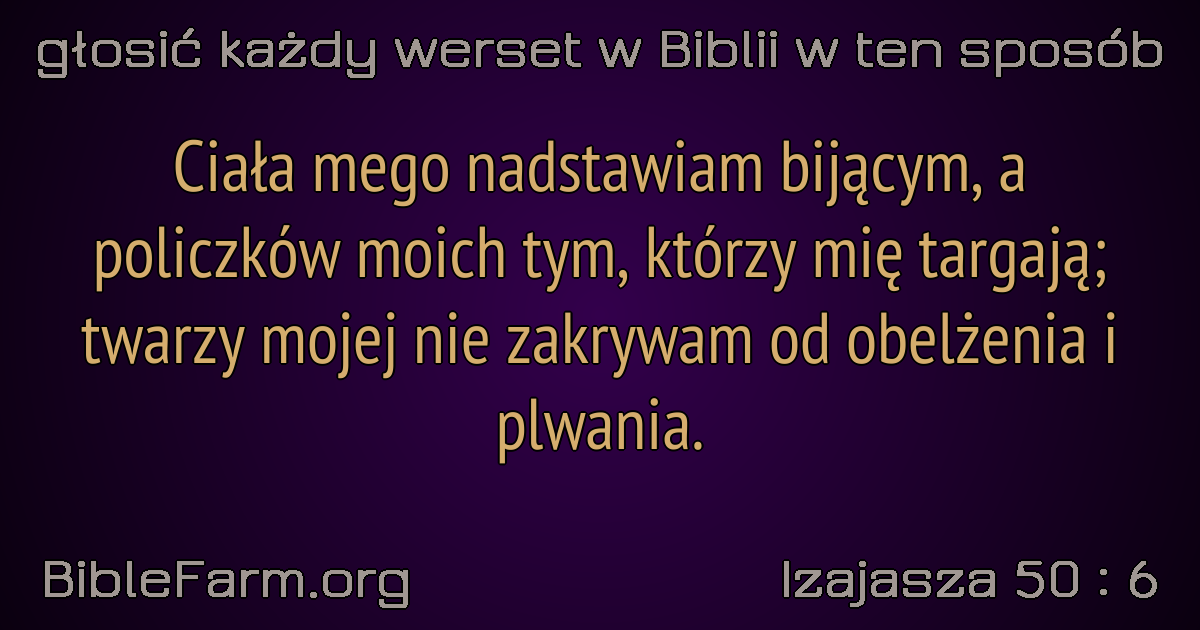 głosić każdy werset w Biblii w ten sposób
Ciała mego nadstawiam bijącym, a
policzków moich tym, którzy mię targają;
twarzy mojej nie zakrywam od obelżenia i
plwania.
BibleFarm.org
Izajasza 50 : 6